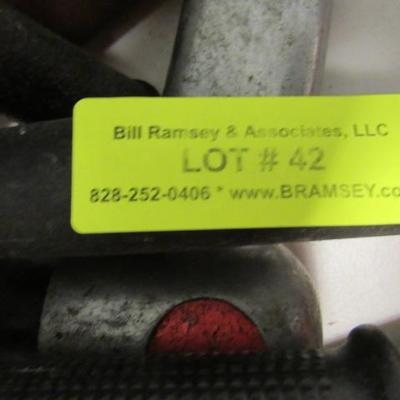 Bill Ramsey & Associates, LLC
LOT # 42
828-252-0406 * www.BRAMSEY.co